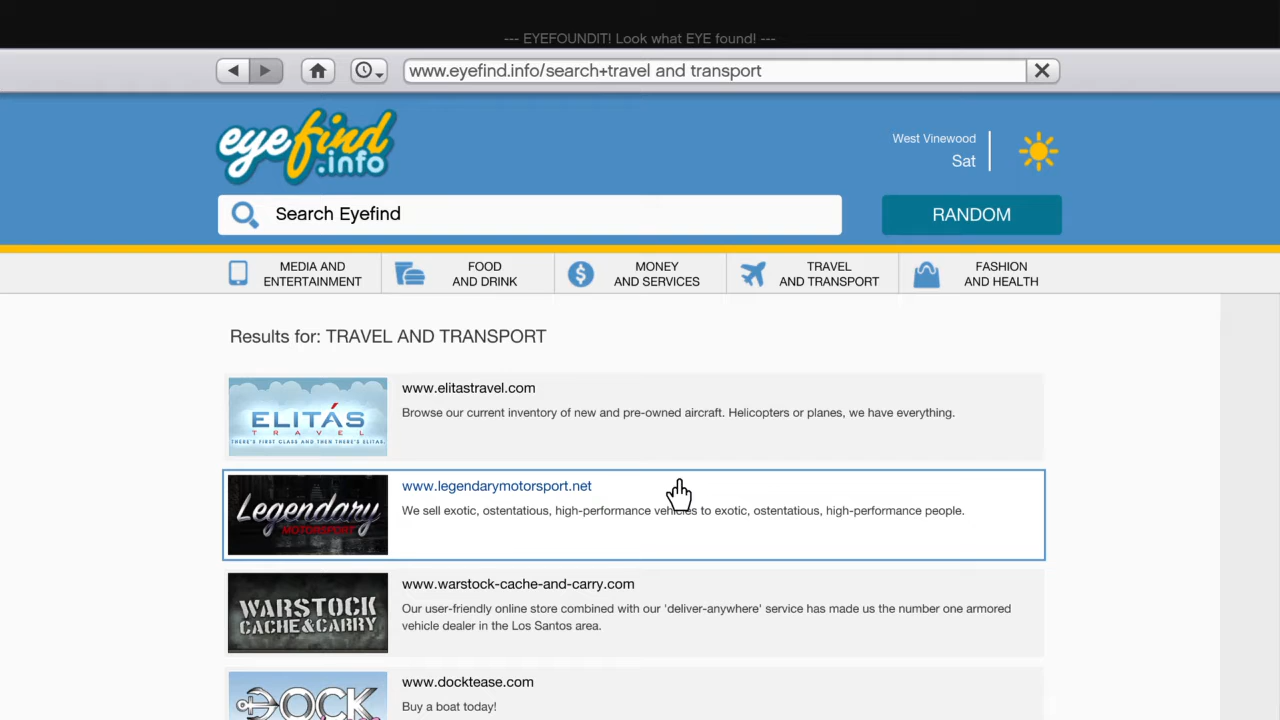 --- EYEFOUNDIT! Look what EYE found! ---
www.eyefind.info/search+travel and transport
eyefind
.info
West Vinewood
Sat
Search Eyefind
RANDOM
MEDIA AND
ENTERTAINMENT
FOOD
AND DRINK
MONEY
AND SERVICES
TRAVEL
AND TRANSPORT
FASHION
AND HEALTH
Results for: TRAVEL AND TRANSPORT
ELITÁS
TRAVEL
THERE'S FIRST CLASS AND THEN THERE'S ELITAS.
www.elitastravel.com
Browse our current inventory of new and pre-owned aircraft. Helicopters or planes, we have everything.
Legendary
MOTORSPORT
www.legendarymotorsport.net
We sell exotic, ostentatious, high-performance vehicles to exotic, ostentatious, high-performance people.
WARSTOCK
CACHE&CARRY
www.warstock-cache-and-carry.com
Our user-friendly online store combined with our 'deliver-anywhere' service has made us the number one armored
vehicle dealer in the Los Santos area.
DOCK
www.docktease.com
Buy a boat today!